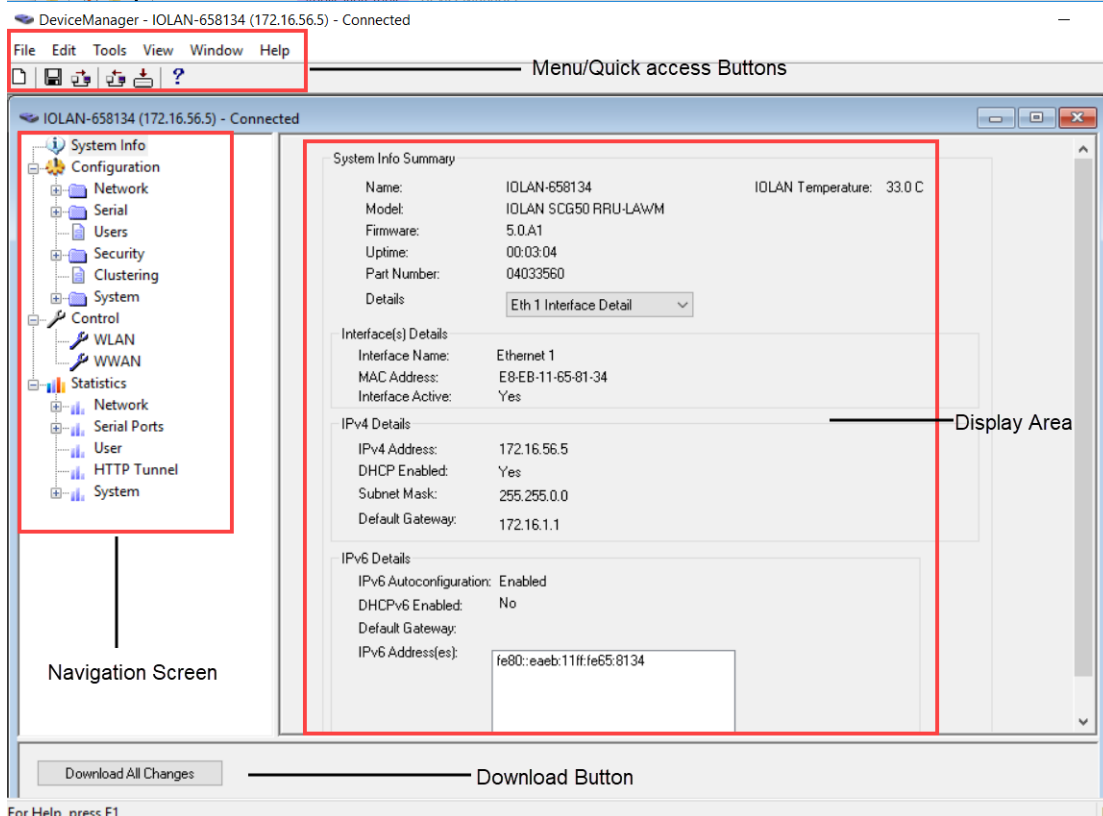 DeviceManager - IOLAN-658134 (172.16.56.5) - Connected
File Edit Tools View Window Help
?
Menu/Quick access Buttons
IOLAN-658134 (172.16.56.5) - Connected
System Info
Configuration
Network
Serial
Users
Security
Clustering
System
Control
WLAN
WWAN
Statistics
Network
Serial Ports
User
HTTP Tunnel
System
Navigation Screen
System Info Summary
Name: IOLAN-658134 IOLAN Temperature: 33.0 C
Model: IOLAN SCG50 RRU-LAWM
Firmware: 5.0.A1
Uptime: 00:03:04
Part Number: 04033560
Details Eth 1 Interface Detail
Interface(s) Details
Interface Name: Ethernet 1
MAC Address: E8-EB-11-65-81-34
Interface Active: Yes
IPv4 Details
IPv4 Address: 172.16.56.5
DHCP Enabled: Yes
Subnet Mask: 255.255.0.0
Default Gateway: 172.16.1.1
Display Area
IPv6 Details
IPv6 Autoconfiguration: Enabled
DHCPv6 Enabled: No
Default Gateway:
IPv6 Address(es): fe80::eaeb:11ff:fe65:8134
Download All Changes
Download Button
For Help, press F1